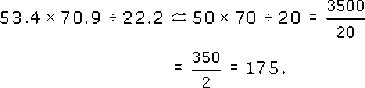 53.4 × 70.9 ÷ 22.2 ≃ 50 × 70 ÷ 20 = 3500/20
= 350/2 = 175.